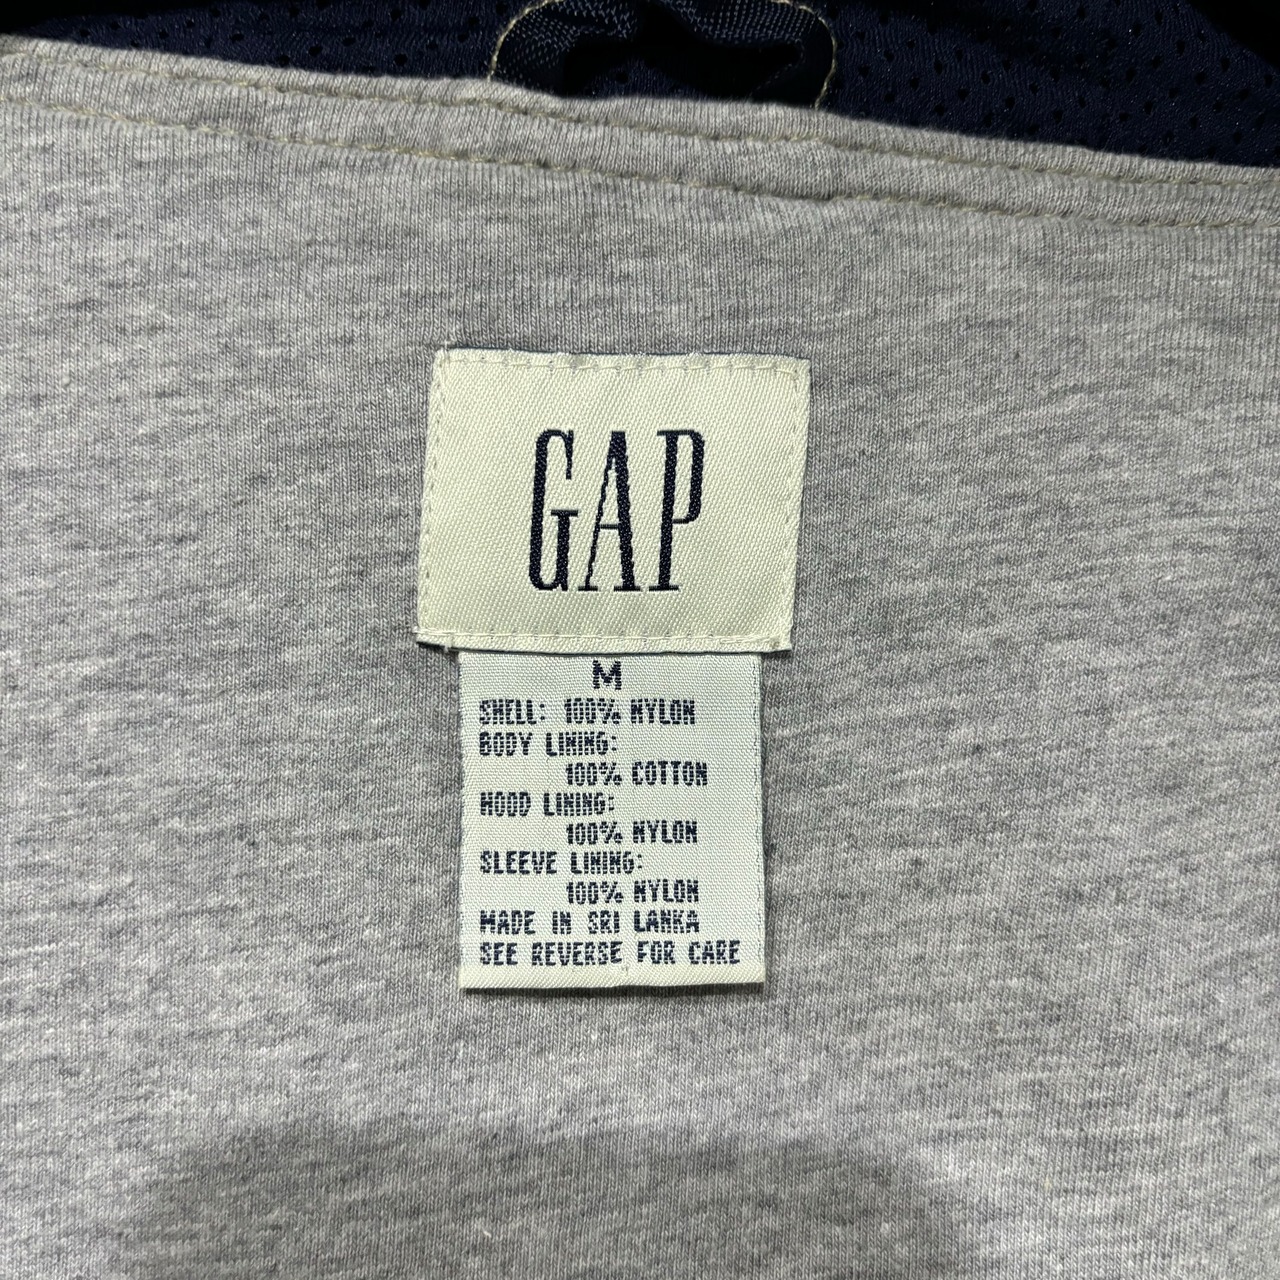 GAP
M
SHELL: 100% NYLON
BODY LINING:
100% COTTON
HOOD LINING:
100% NYLON
SLEEVE LINING:
100% NYLON
MADE IN SRI LANKA
SEE REVERSE FOR CARE